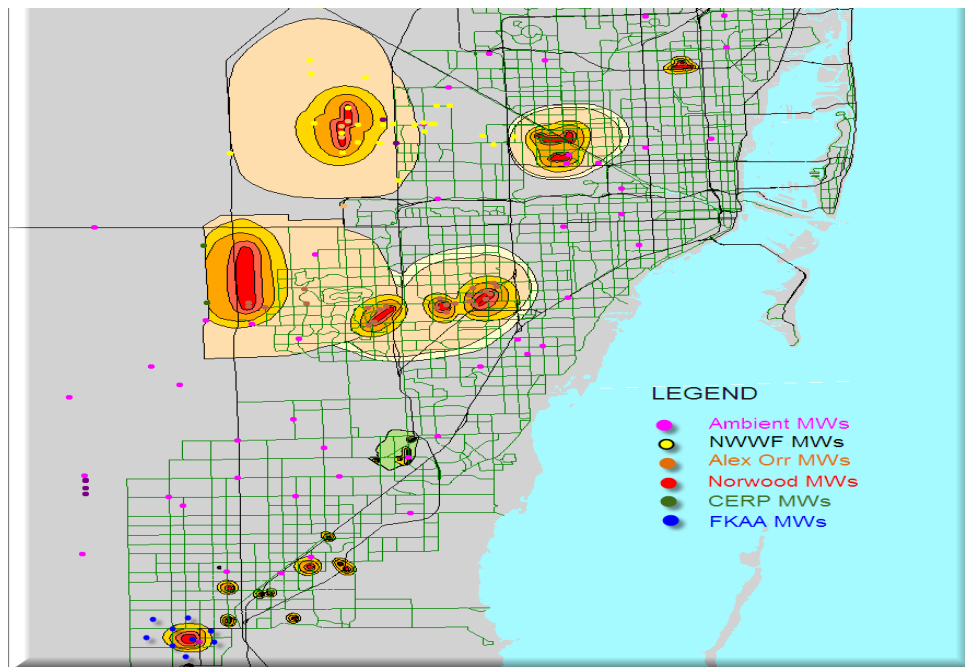 LEGEND
Ambient MWs
NWWF MWs
Alex Orr MWs
Norwood MWs
CERP MWs
FKAA MWs